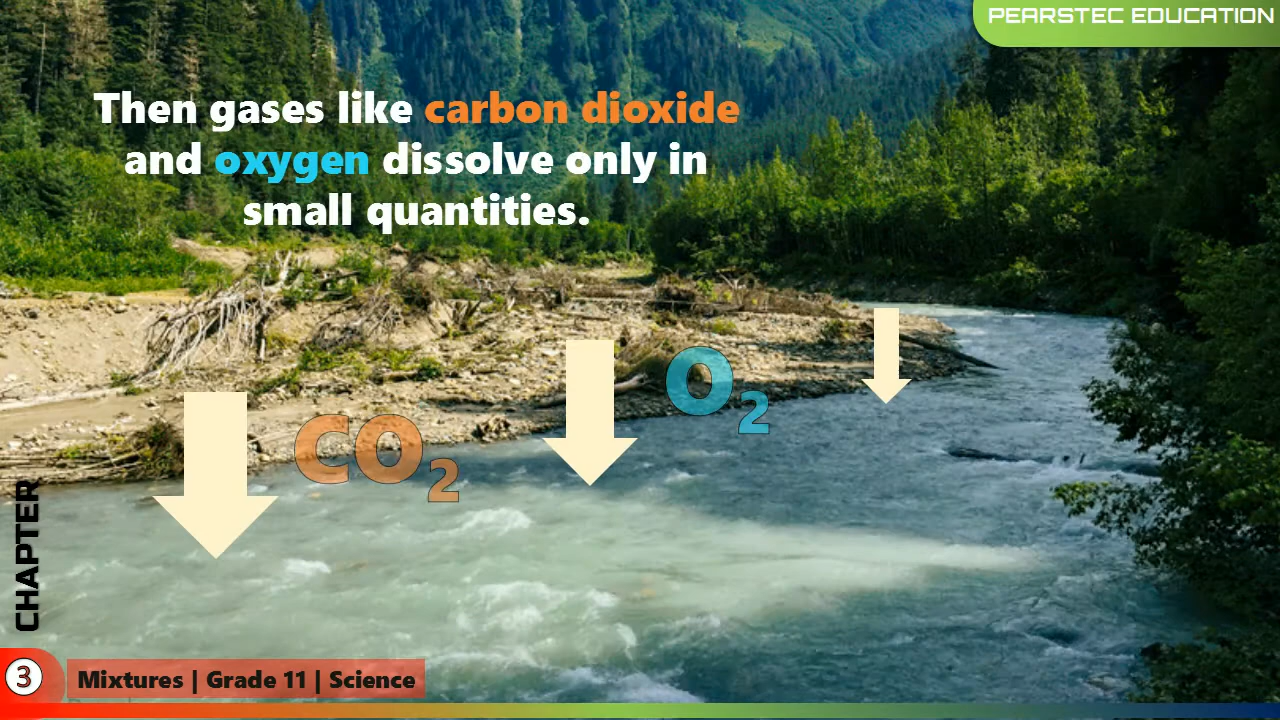 PEARSTEC EDUCATION
Then gases like carbon dioxide
and oxygen dissolve only in
small quantities.
O₂
CO₂
CHAPTER
3
Mixtures | Grade 11 | Science